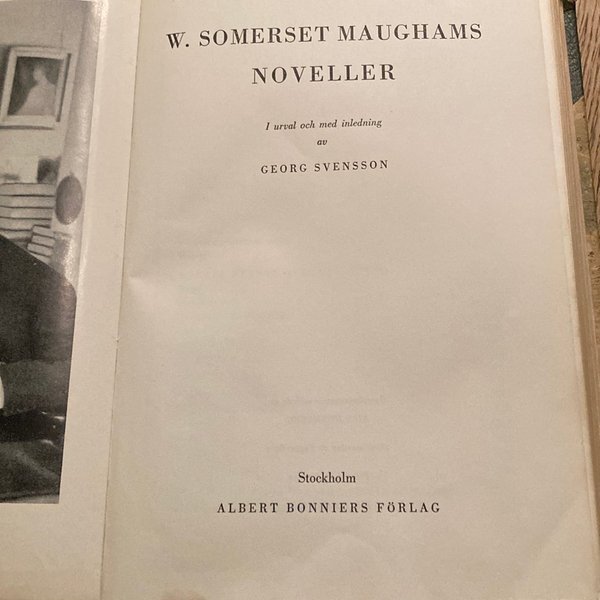 W. SOMERSET MAUGHAMS
NOVELLER
I urval och med inledning
av
GEORG SVENSSON
Stockholm
ALBERT BONNIERS FÖRLAG